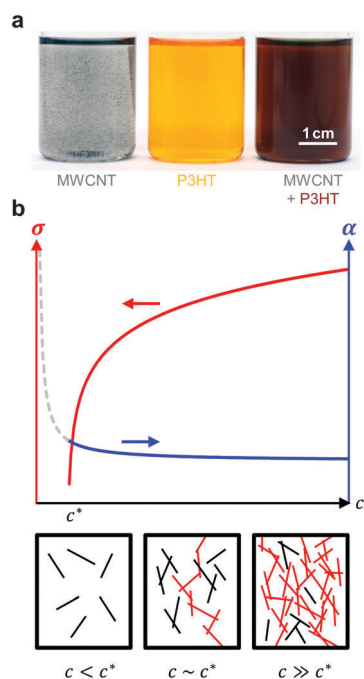 a
1 cm
MWCNT
P3HT
MWCNT
+ P3HT
b
σ
α
c*
c
c < c*
c ~ c*
c ≫ c*